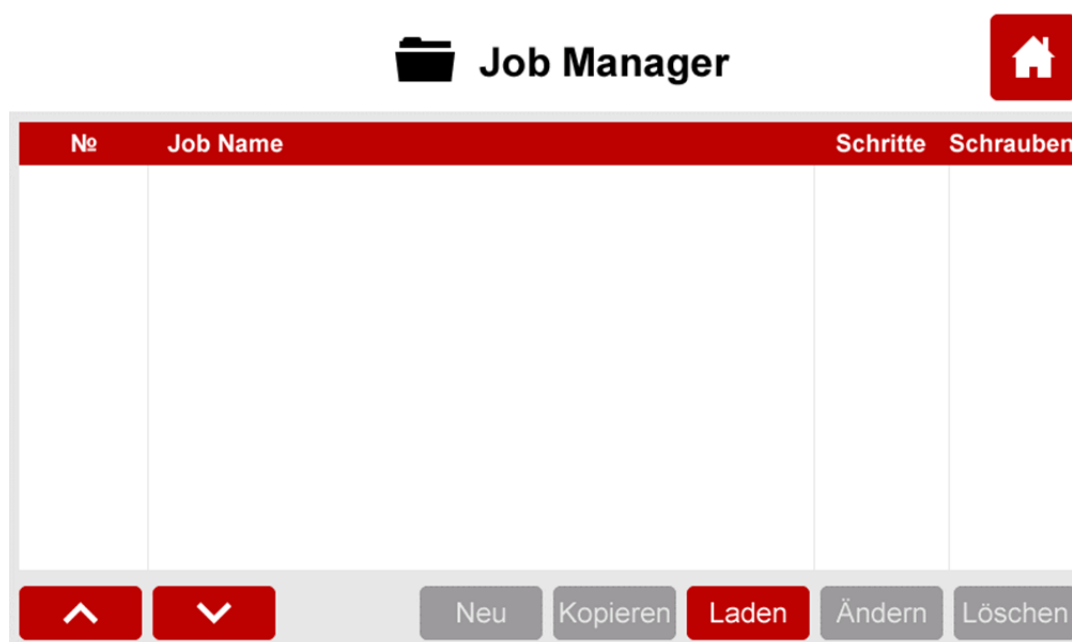 Job Manager
№ Job Name Schritte Schrauben
Neu Kopieren Laden Ändern Löschen